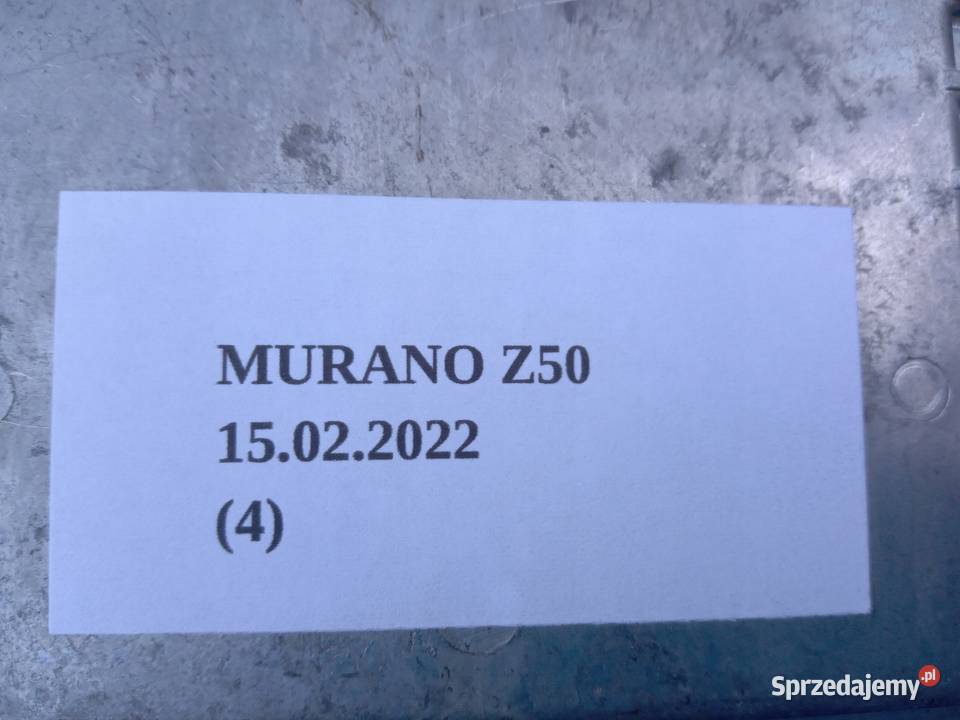 MURANO Z50
15.02.2022
(4)
Sprzedajemy.pl